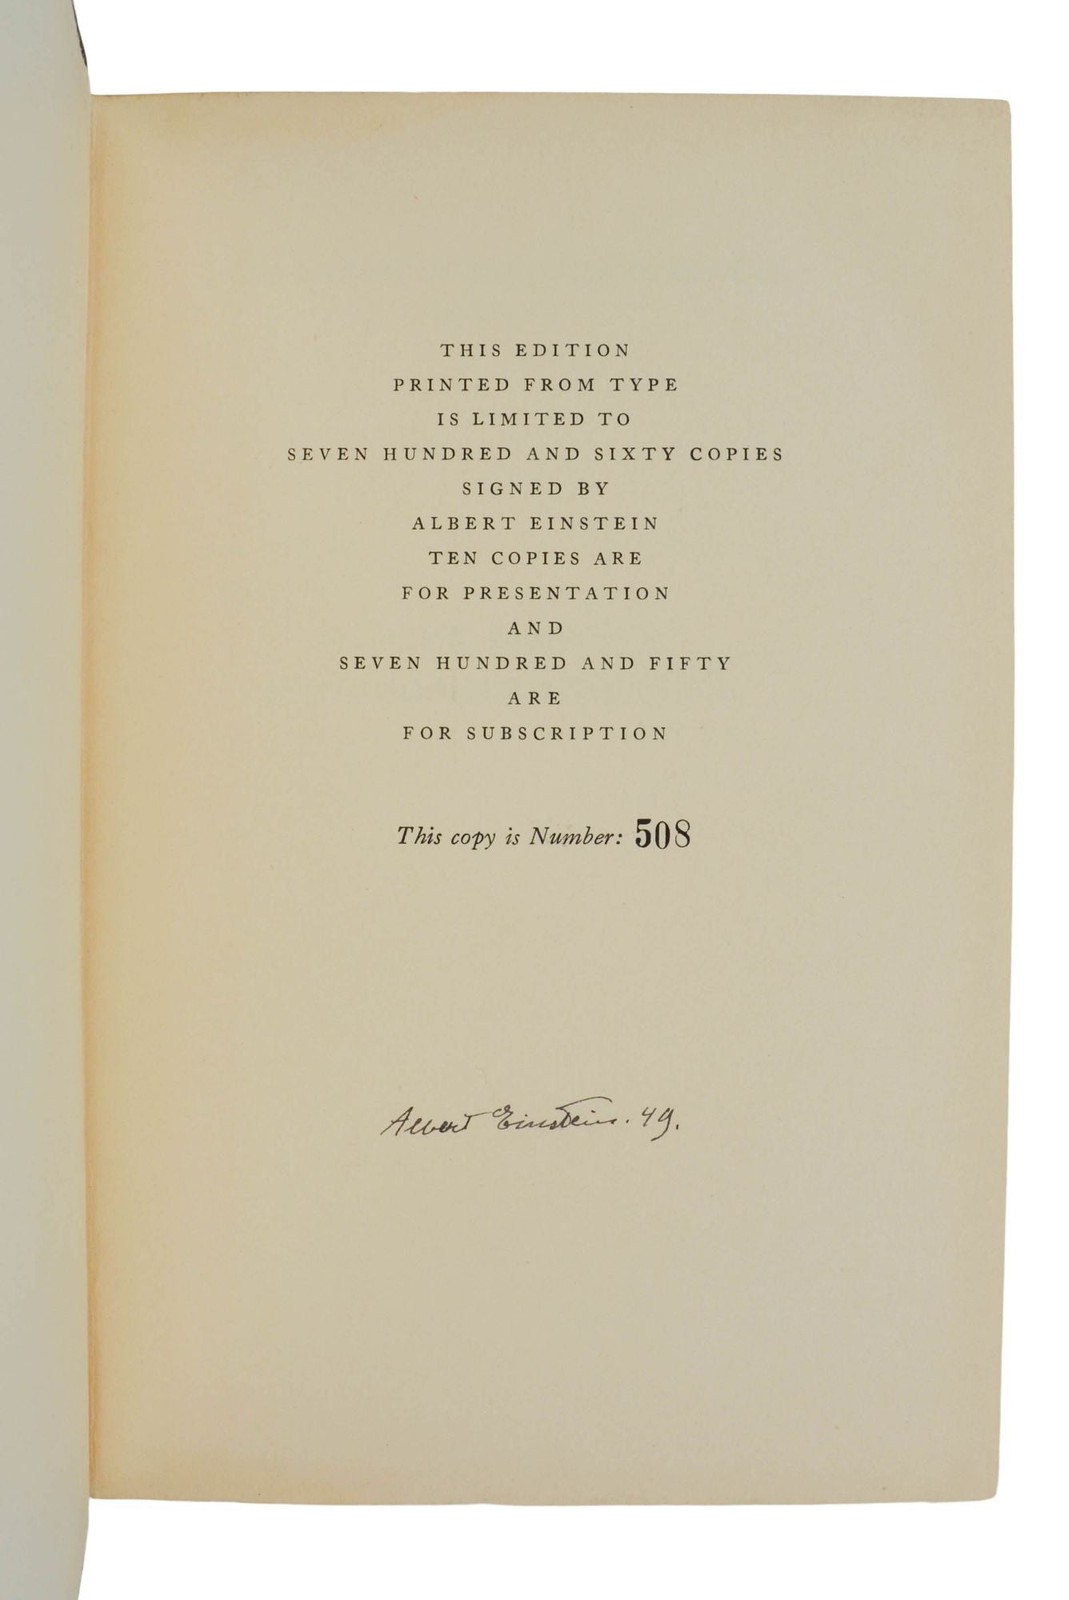 THIS EDITION
PRINTED FROM TYPE
IS LIMITED TO
SEVEN HUNDRED AND SIXTY COPIES
SIGNED BY
ALBERT EINSTEIN
TEN COPIES ARE
FOR PRESENTATION
AND
SEVEN HUNDRED AND FIFTY
ARE
FOR SUBSCRIPTION
This copy is Number: 508
Albert Einstein. 49.